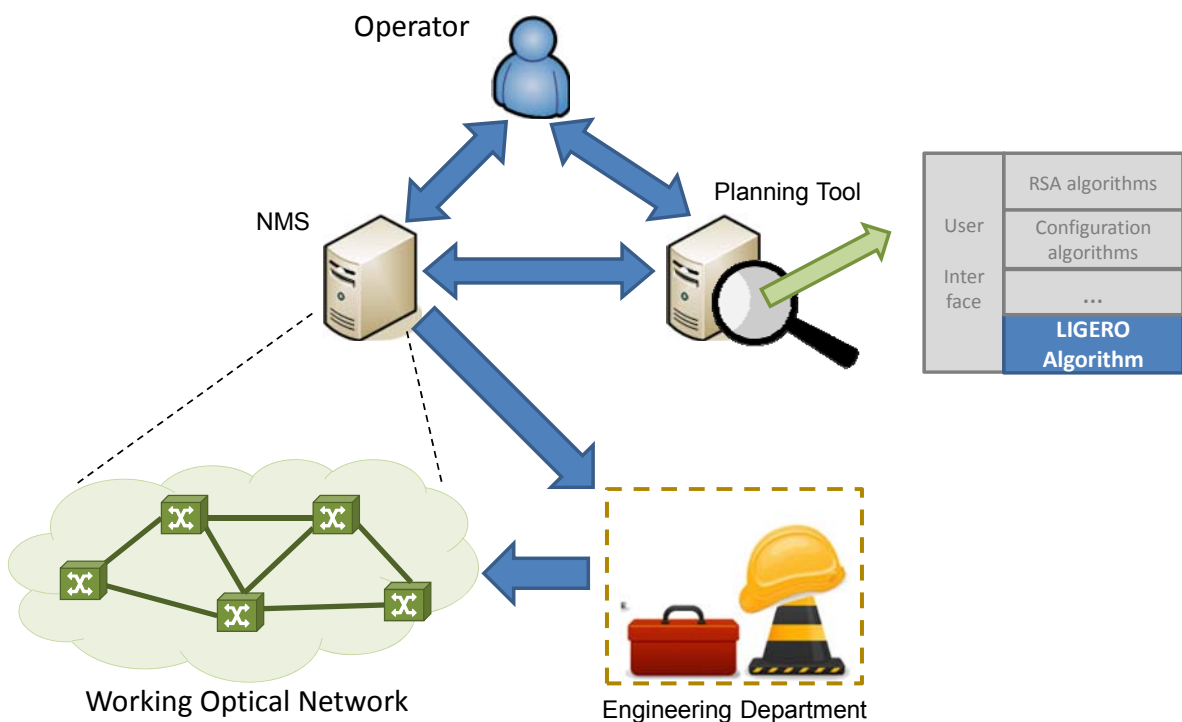 Operator
NMS
Planning Tool
User
Inter
face
RSA algorithms
Configuration
algorithms
...
LIGERO
Algorithm
Working Optical Network
Engineering Department